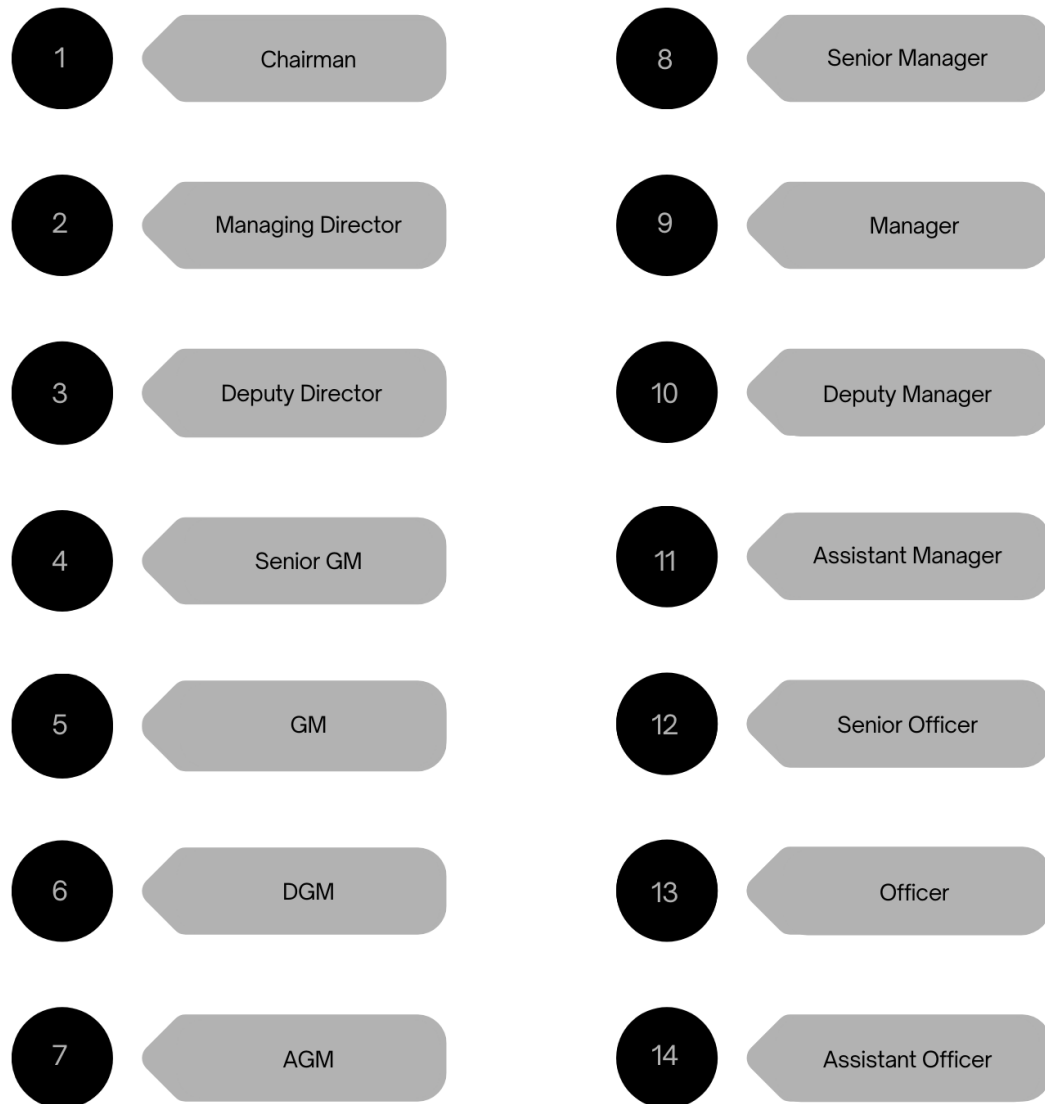 1
Chairman
2
Managing Director
3
Deputy Director
4
Senior GM
5
GM
6
DGM
7
AGM
8
Senior Manager
9
Manager
10
Deputy Manager
11
Assistant Manager
12
Senior Officer
13
Officer
14
Assistant Officer